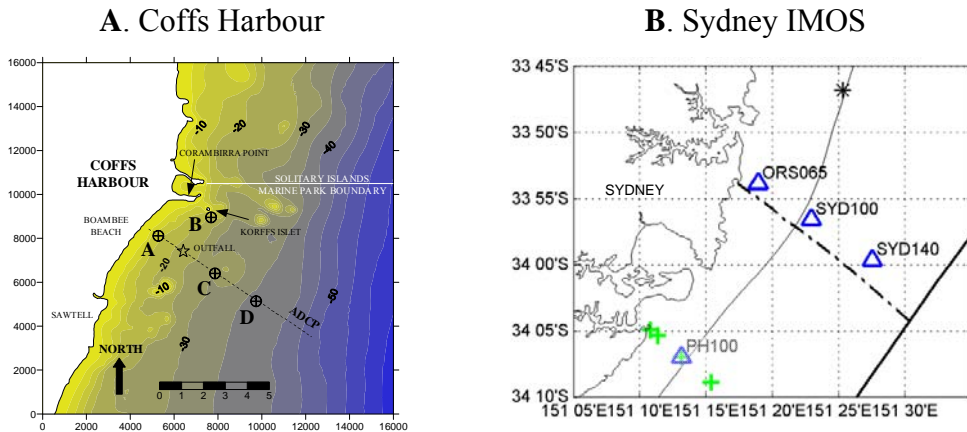 A. Coffs Harbour
16000
14000
12000
10000
8000
6000
4000
2000
0
0 2000 4000 6000 8000 10000 12000 14000 16000
-10
-20
-30
-40
CORAMBIRRA POINT
COFFS
HARBOUR
SOLITARY ISLANDS
MARINE PARK BOUNDARY
BOAMBEE
BEACH
B
KORFFS ISLET
A
OUTFALL
-20
C
-10
D
-50
ADCP
SAWTELL
-30
NORTH
0 1 2 3 4 5
B. Sydney IMOS
33 45'S
33 50'S
33 55'S
34 00'S
34 05'S
34 10'S
ORS065
SYDNEY
SYD100
SYD140
PH100
151 05'E151 10'E151 15'E151 20'E151 25'E151 30'E